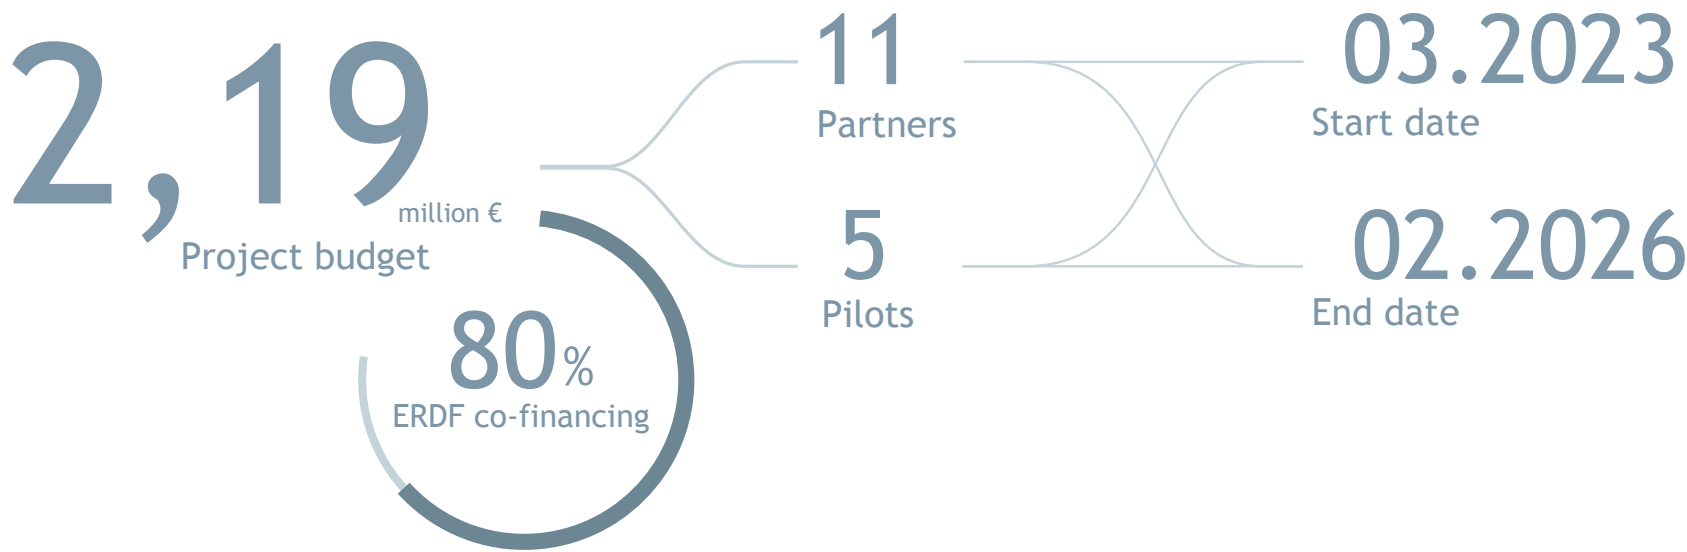 2,19
million €
Project budget
80%
ERDF co-financing
11
Partners
5
Pilots
03.2023
Start date
02.2026
End date